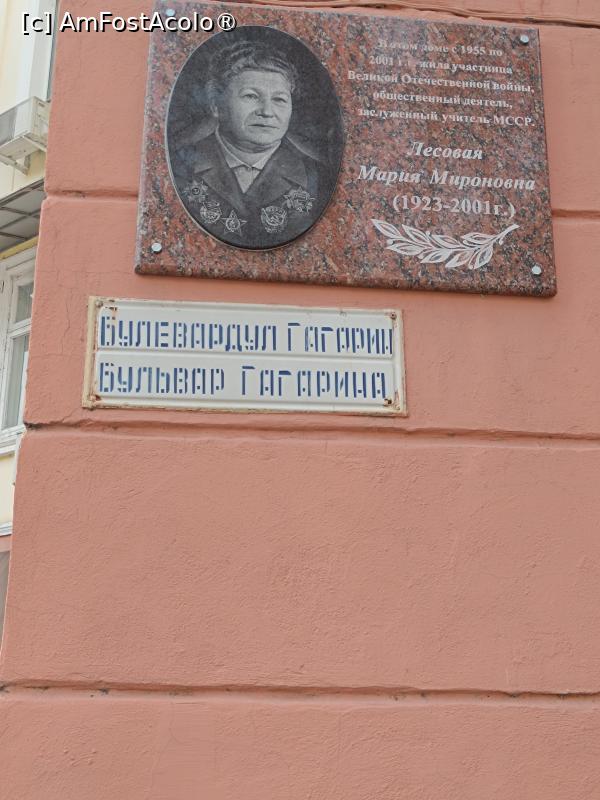 [c] AmFostAcolo®
В этом доме с 1955 по
2001 г.г. жила участница
Великой Отечественной войны,
общественный деятель,
заслуженный учитель МССР
Лесовая
Мария Мироновна
(1923-2001г.)
БУЛЕВАРДУЛ ГАГАРИН
БУЛЬВАР ГАГАРИНА